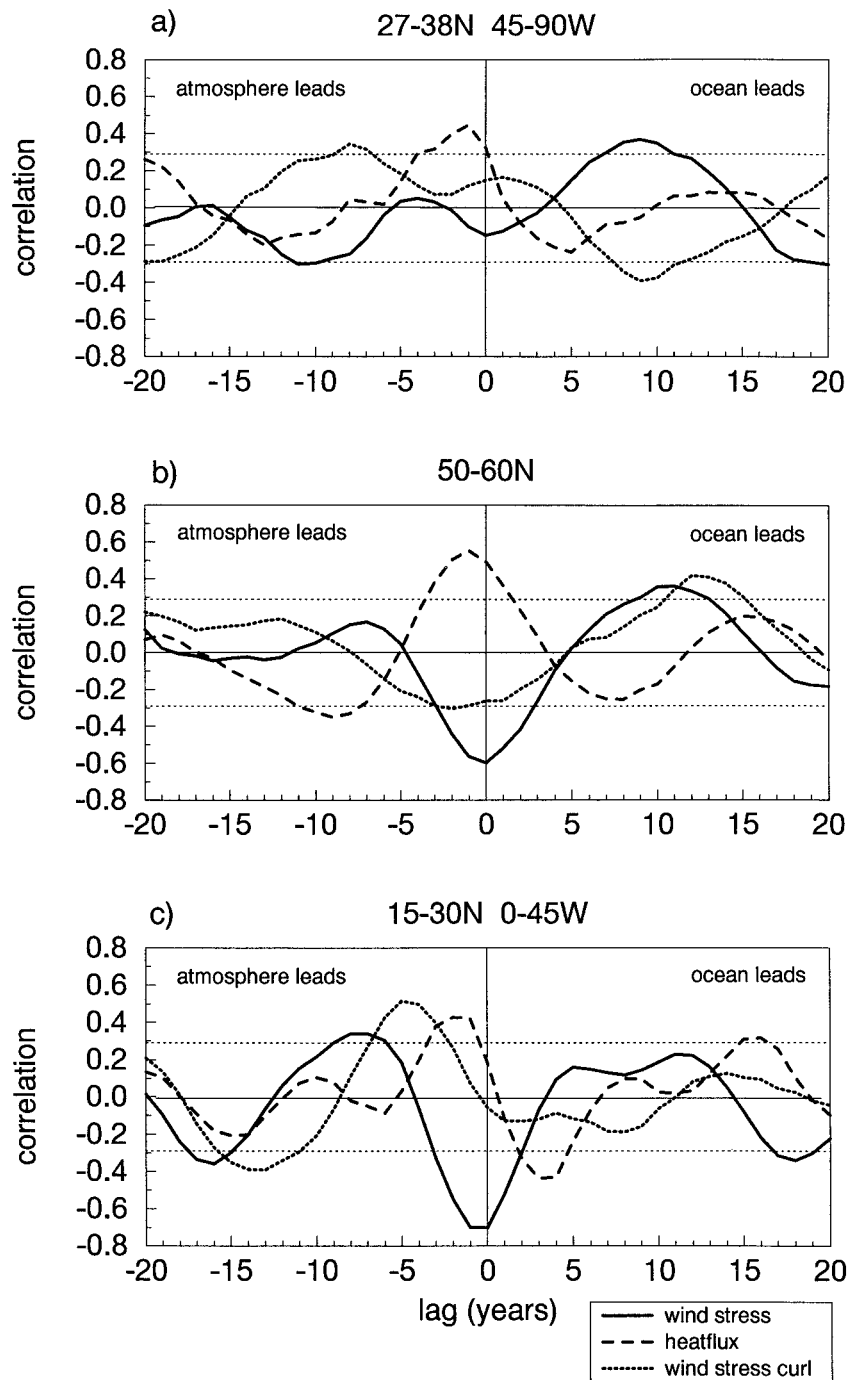 a) 27-38N 45-90W
atmosphere leads ocean leads
correlation
0.8
0.6
0.4
0.2
0.0
-0.2
-0.4
-0.6
-0.8
-20 -15 -10 -5 0 5 10 15 20
b) 50-60N
atmosphere leads ocean leads
correlation
0.8
0.6
0.4
0.2
0.0
-0.2
-0.4
-0.6
-0.8
-20 -15 -10 -5 0 5 10 15 20
c) 15-30N 0-45W
atmosphere leads ocean leads
correlation
0.8
0.6
0.4
0.2
0.0
-0.2
-0.4
-0.6
-0.8
-20 -15 -10 -5 0 5 10 15 20
lag (years)
wind stress
heatflux
wind stress curl